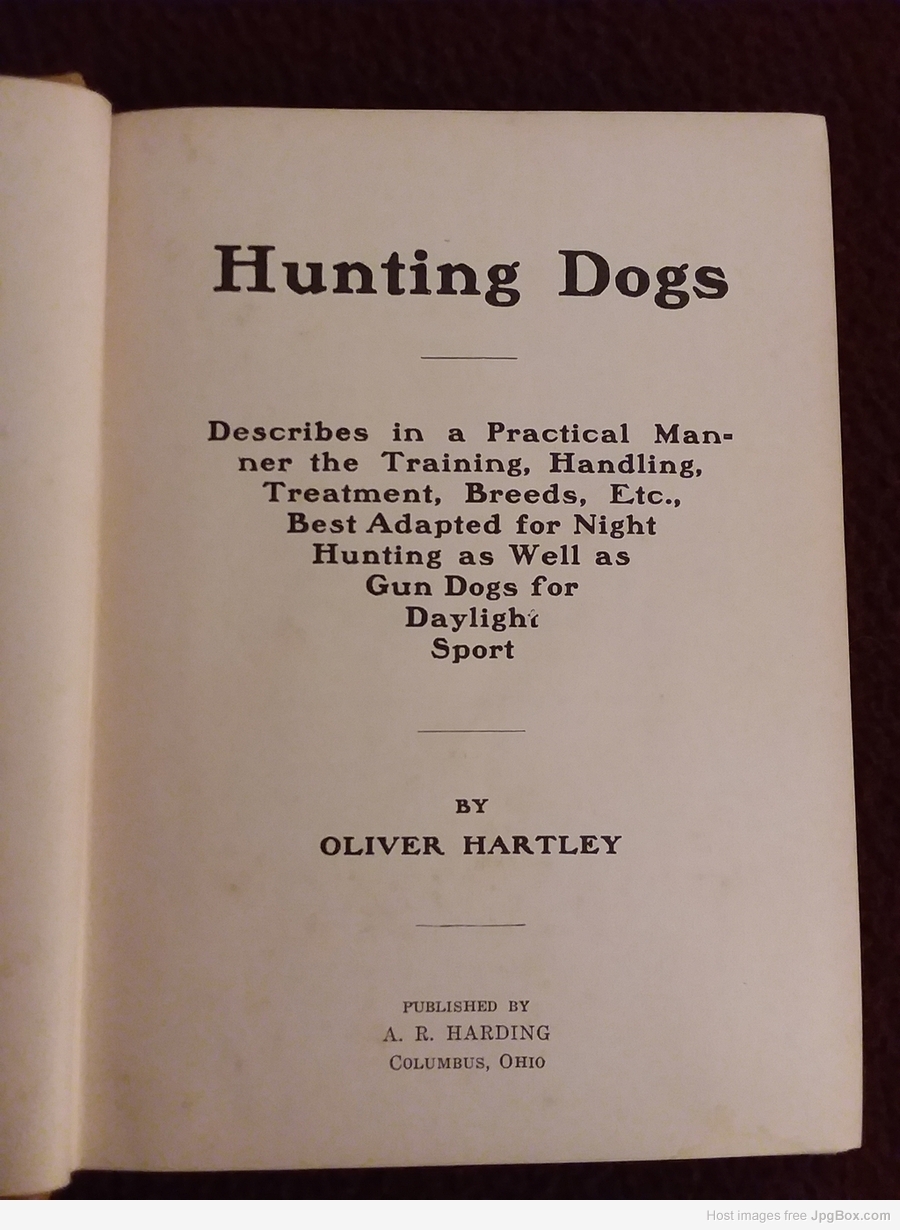 Hunting Dogs
Describes in a Practical Man-
ner the Training, Handling,
Treatment, Breeds, Etc.,
Best Adapted for Night
Hunting as Well as
Gun Dogs for
Daylight
Sport
BY
OLIVER HARTLEY
PUBLISHED BY
A. R. HARDING
COLUMBUS, OHIO
Host images free JpgBox.com